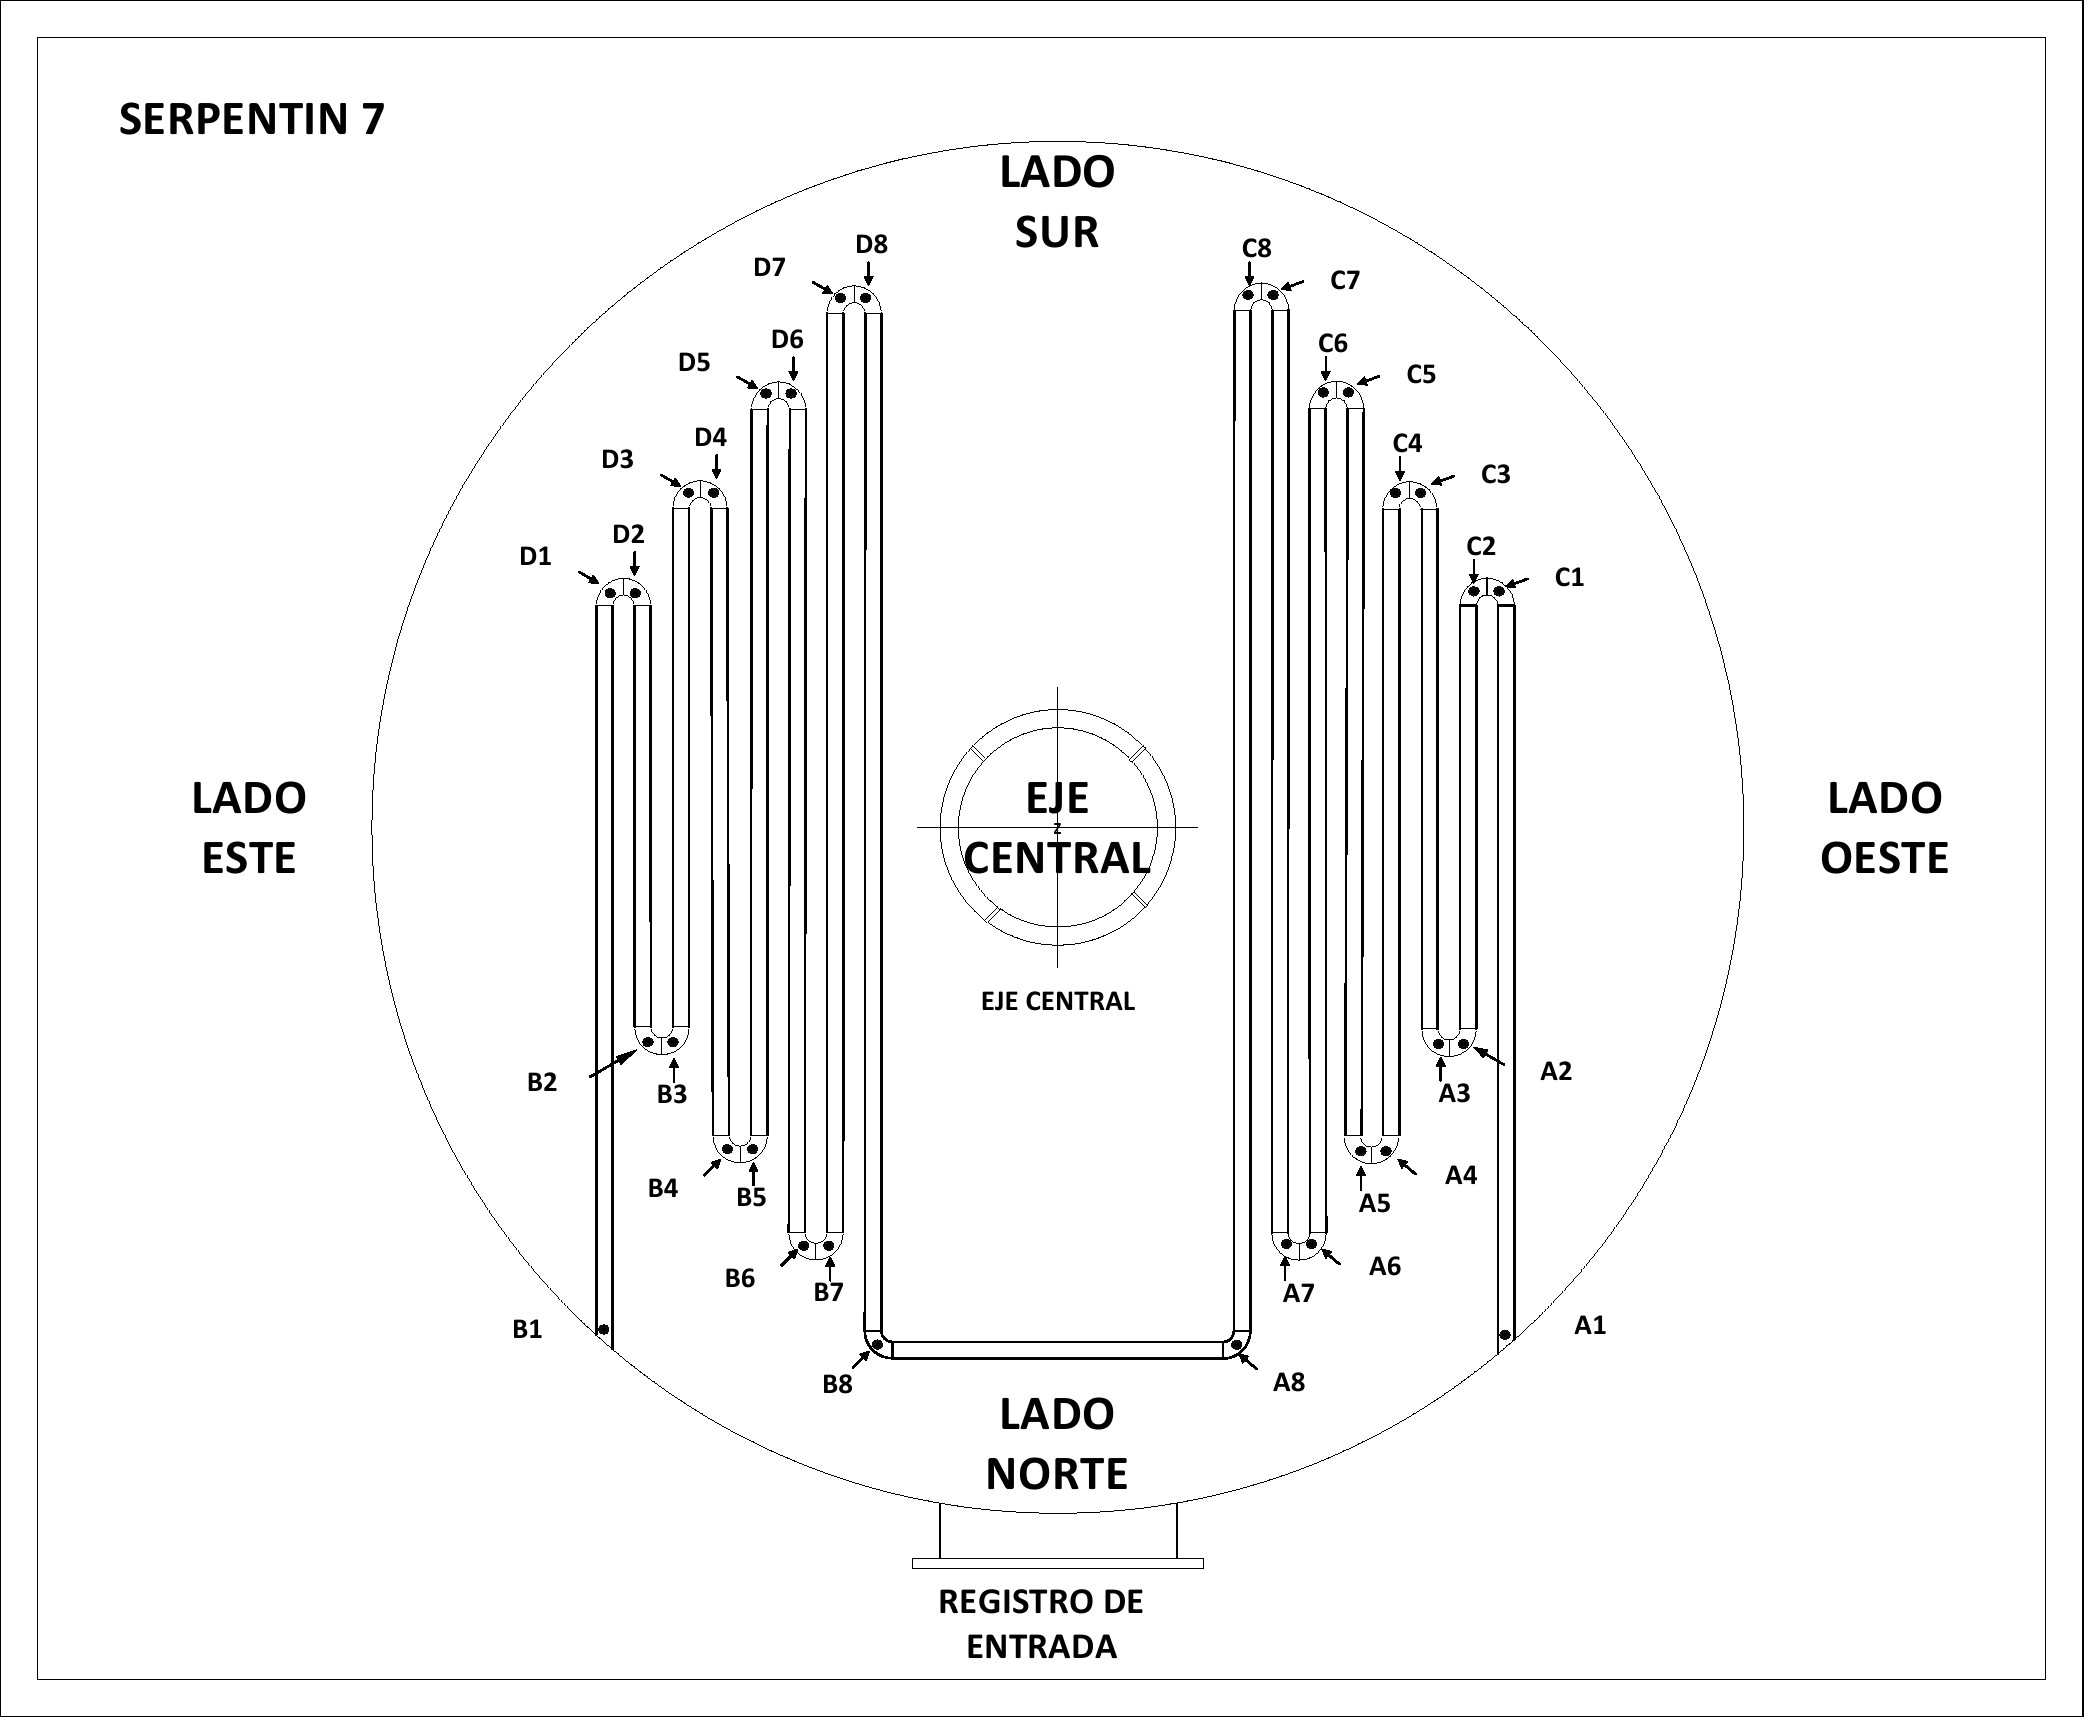 SERPENTIN 7
LADO
SUR
D8
C8
D7
C7
D6
C6
D5
C5
D4
C4
D3
C3
D2
C2
D1
C1
LADO
ESTE
EJE
Z
CENTRAL
LADO
OESTE
EJE CENTRAL
B2
B3
A3
A2
B4
B5
A5
A4
B6
B7
A7
A6
B1
A1
B8
A8
LADO
NORTE
REGISTRO DE
ENTRADA